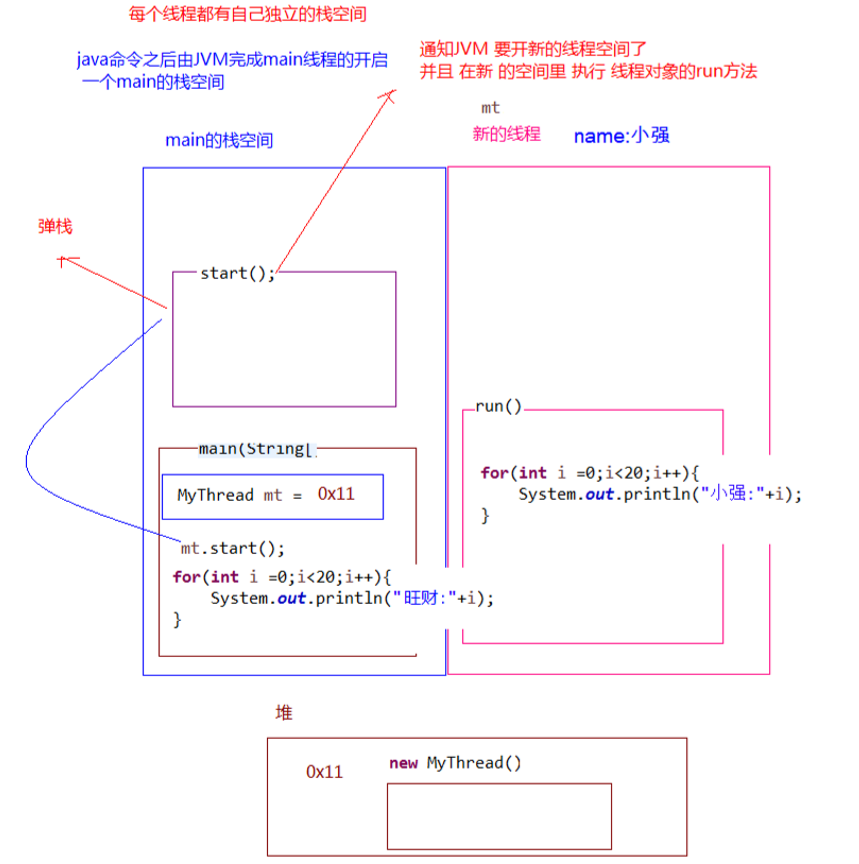 每个线程都有自己独立的栈空间
java命令之后由JVM完成main线程的开启
一个main的栈空间
通知JVM 要开新的线程空间了
并且 在新 的空间里 执行 线程对象的run方法
mt
新的线程
name:小强
main的栈空间
弹栈
start();
run()
main(String[
MyThread mt = 0x11
mt.start();
for(int i =0;i<20;i++){
System.out.println("旺财:"+i);
}
for(int i =0;i<20;i++){
System.out.println("小强:"+i);
}
堆
0x11
new MyThread()